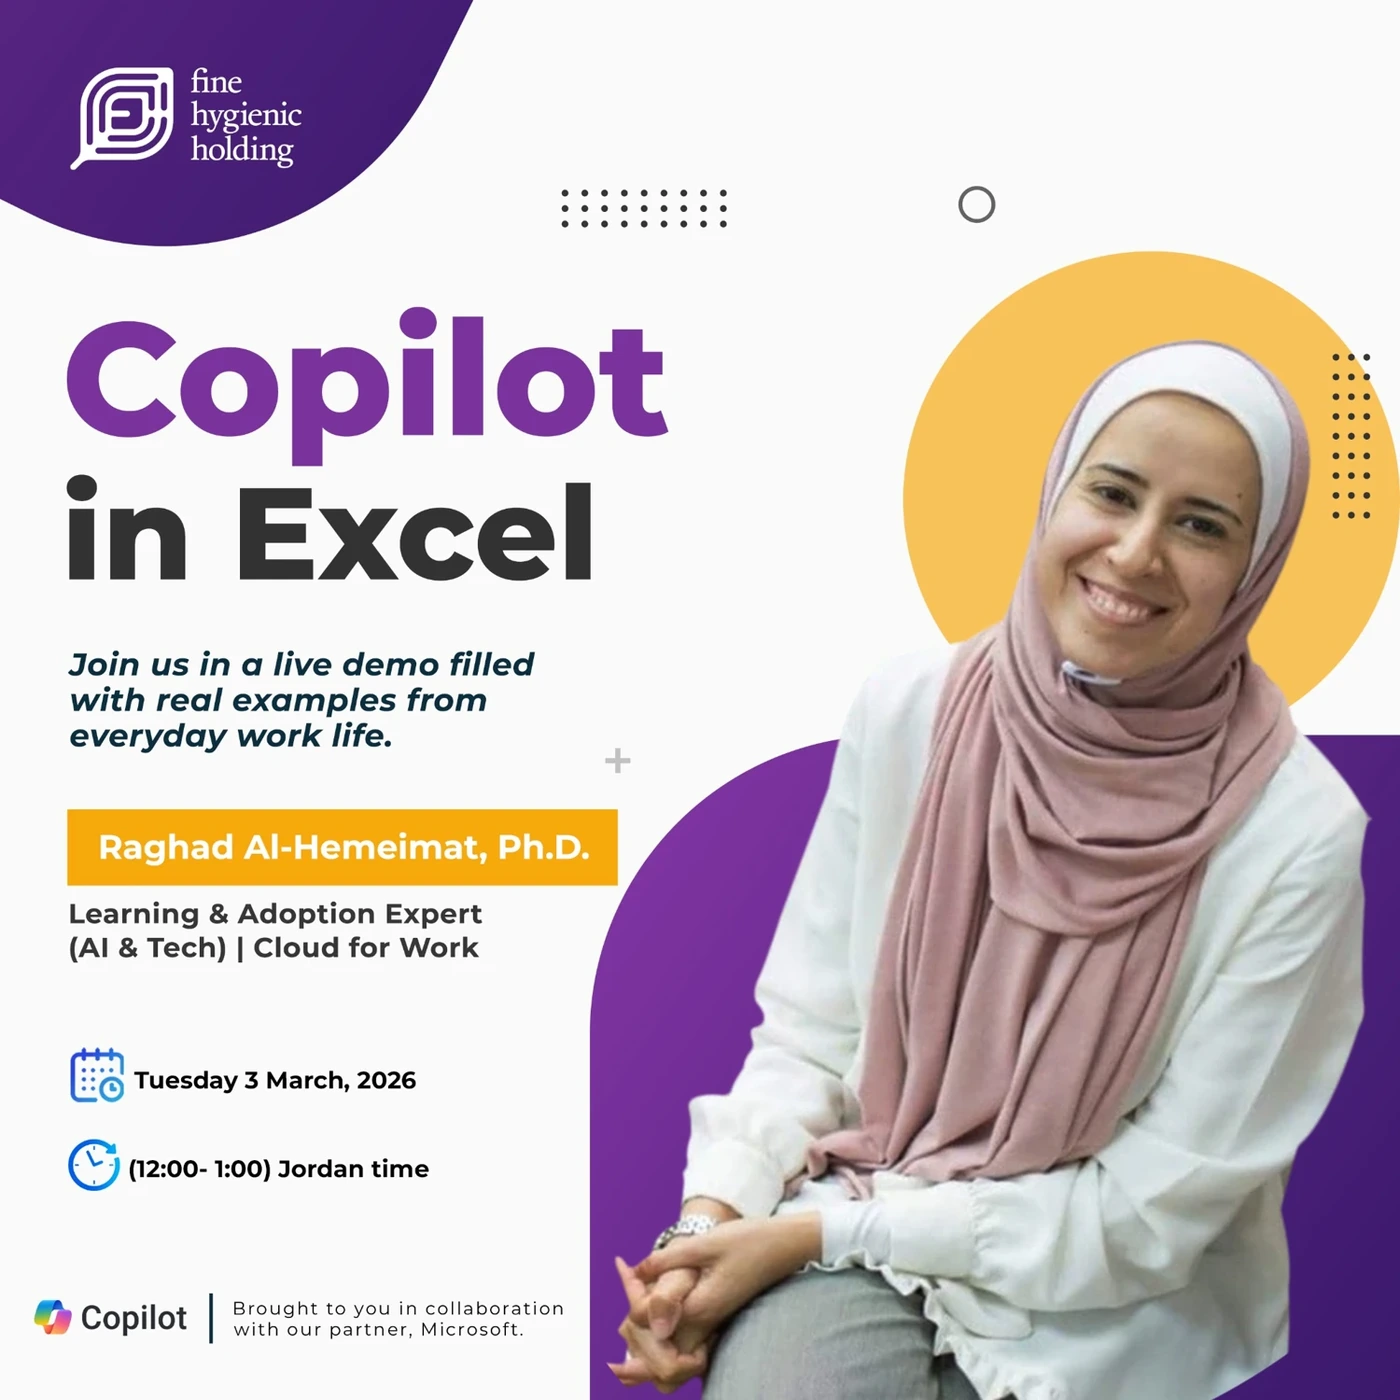 fine
hygienic
holding
Copilot
in Excel
Join us in a live demo filled
with real examples from
everyday work life.
Raghad Al-Hemeimat, Ph.D.
Learning & Adoption Expert
(AI & Tech) | Cloud for Work
Tuesday 3 March, 2026
(12:00- 1:00) Jordan time
Copilot
Brought to you in collaboration
with our partner, Microsoft.